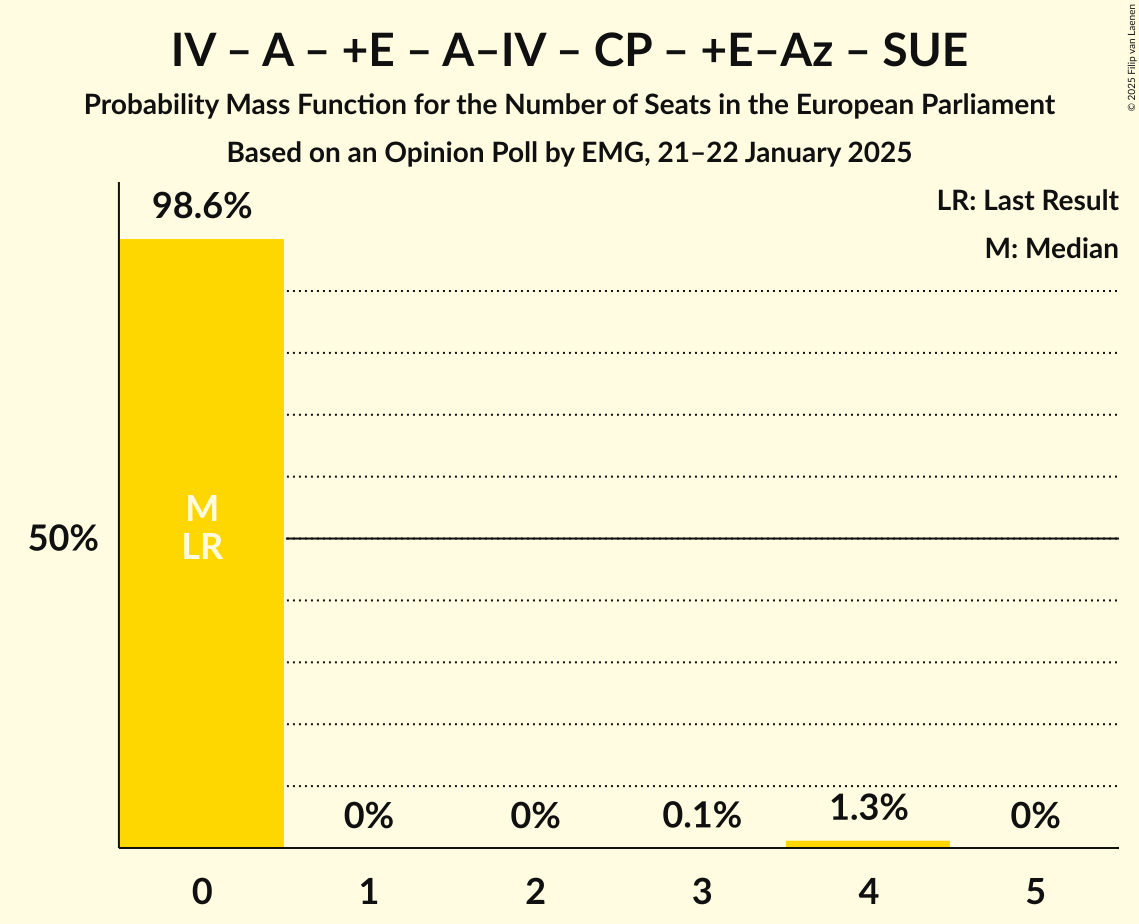 IV – A – +E – A–IV – CP – +E–Az – SUE
Probability Mass Function for the Number of Seats in the European Parliament
Based on an Opinion Poll by EMG, 21–22 January 2025
© 2025 Filip van Laenen
LR: Last Result
M: Median
98.6%
M
LR
50%
0%
0%
0.1%
1.3%
0%
0
1
2
3
4
5